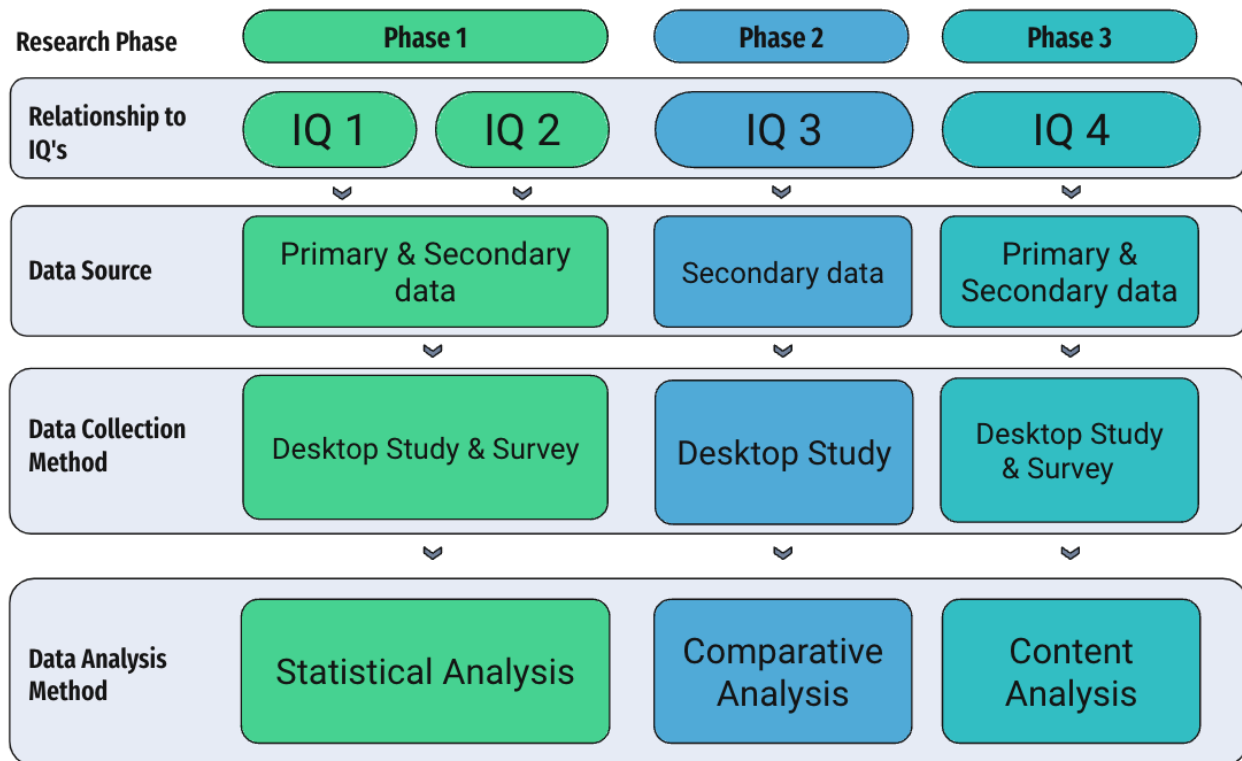 Research Phase
Phase 1
Phase 2
Phase 3
Relationship to
IQ's
IQ 1
IQ 2
IQ 3
IQ 4
Data Source
Primary & Secondary
data
Secondary data
Primary &
Secondary data
Data Collection
Method
Desktop Study & Survey
Desktop Study
Desktop Study
& Survey
Data Analysis
Method
Statistical Analysis
Comparative
Analysis
Content
Analysis